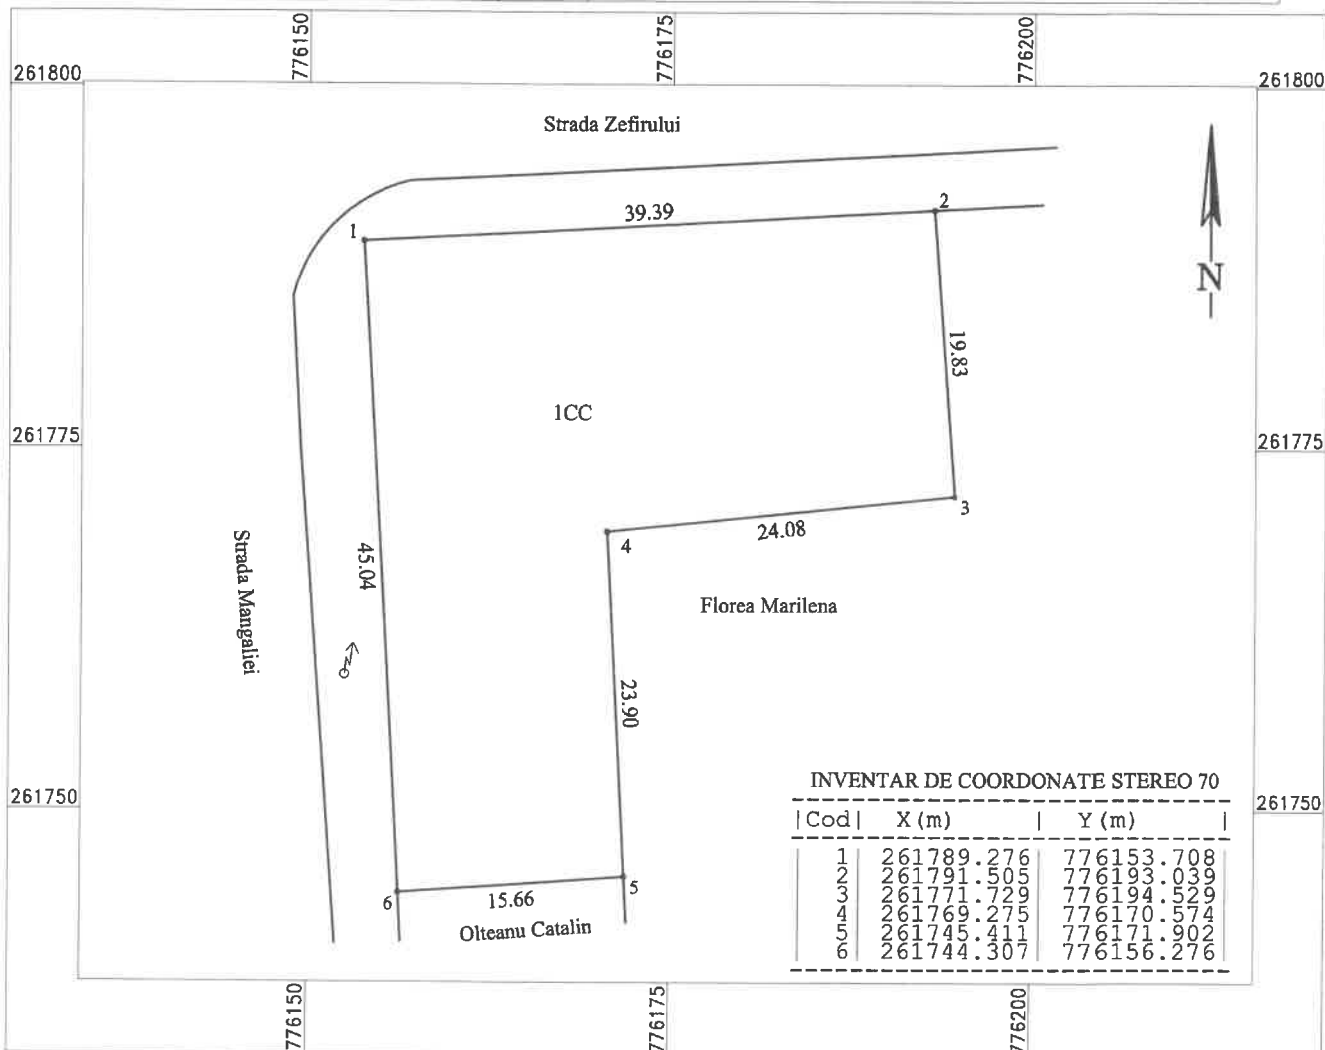 776150
776175
776200
261800
261800
Strada Zefirului
39.39
1
2
N
19.83
1CC
261775
261775
3
24.08
4
45.04
Strada Mangaliei
Florea Marilena
23.90
261750
261750
INVENTAR DE COORDONATE STEREO 70
|Cod| X(m) | Y(m) |
| 1 | 261789.276 | 776153.708 |
| 2 | 261791.505 | 776193.039 |
| 3 | 261771.729 | 776194.529 |
| 4 | 261769.275 | 776170.574 |
| 5 | 261745.411 | 776171.902 |
| 6 | 261744.307 | 776156.276 |
5
6
15.66
Olteanu Catalin
776150
776175
776200